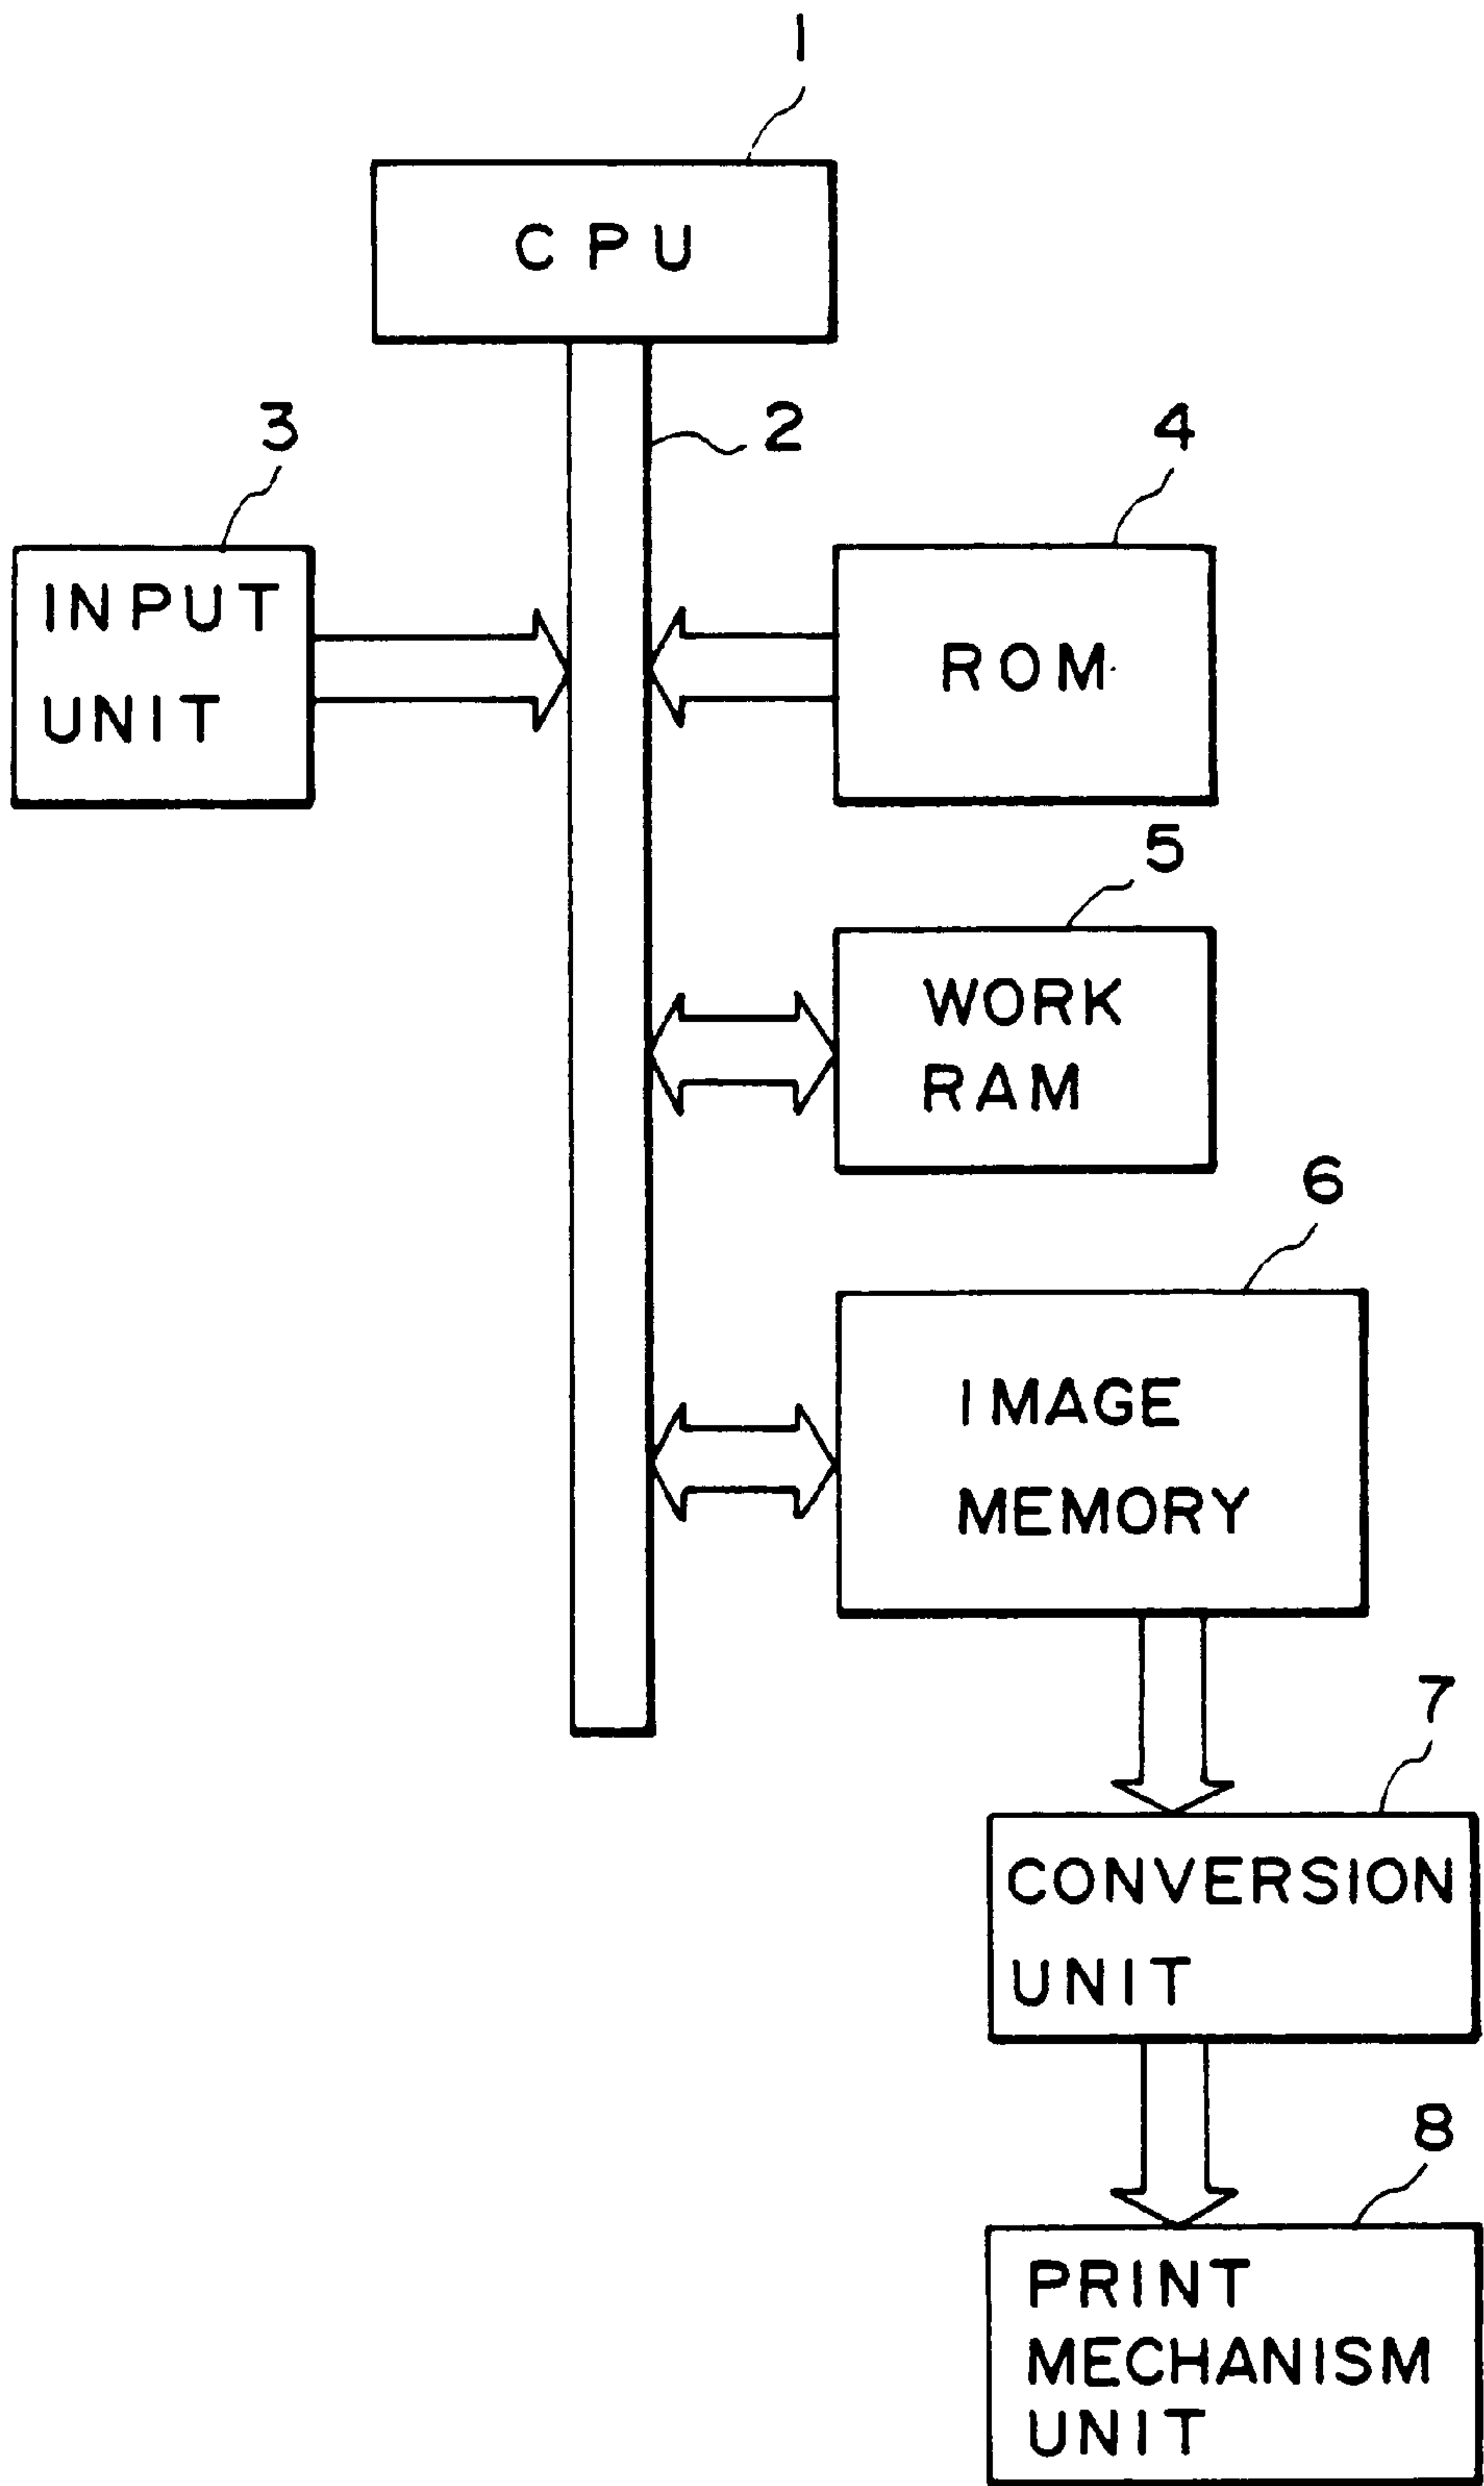 1
CPU
2
3
INPUT
UNIT
4
ROM
5
WORK
RAM
6
IMAGE
MEMORY
7
CONVERSION
UNIT
8
PRINT
MECHANISM
UNIT